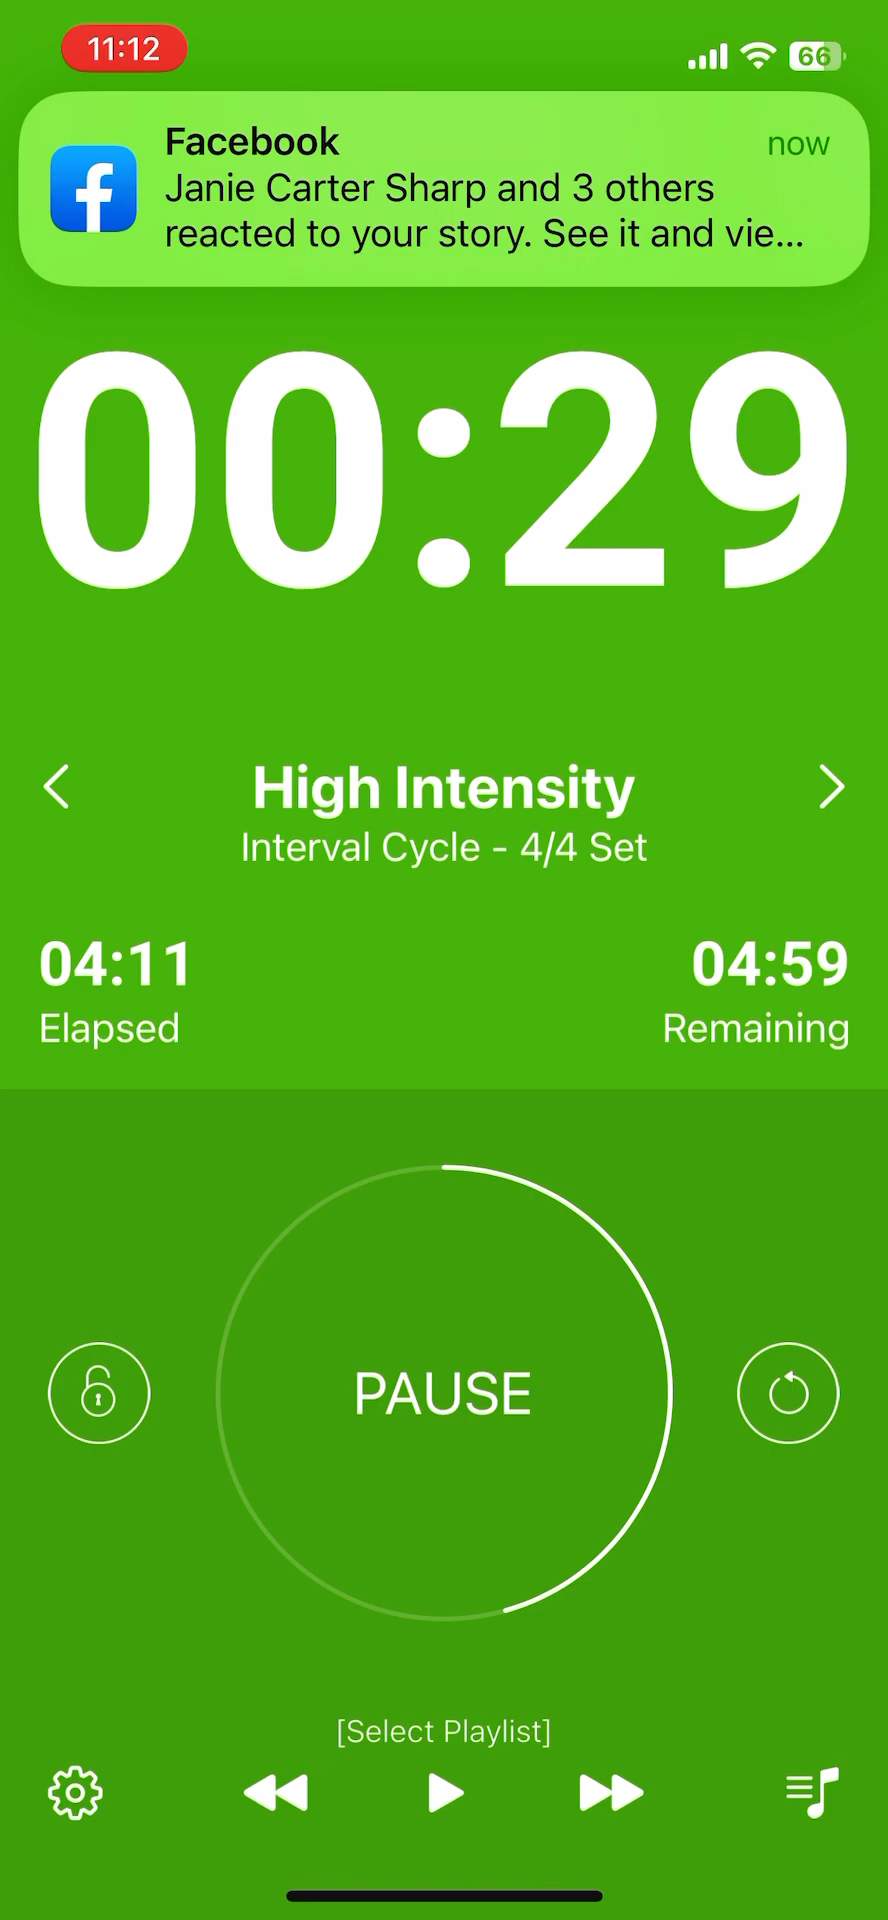 11:12
66
Facebook
now
Janie Carter Sharp and 3 others
reacted to your story. See it and vie...
00:29
High Intensity
Interval Cycle - 4/4 Set
04:11
04:59
Elapsed
Remaining
PAUSE
[Select Playlist]